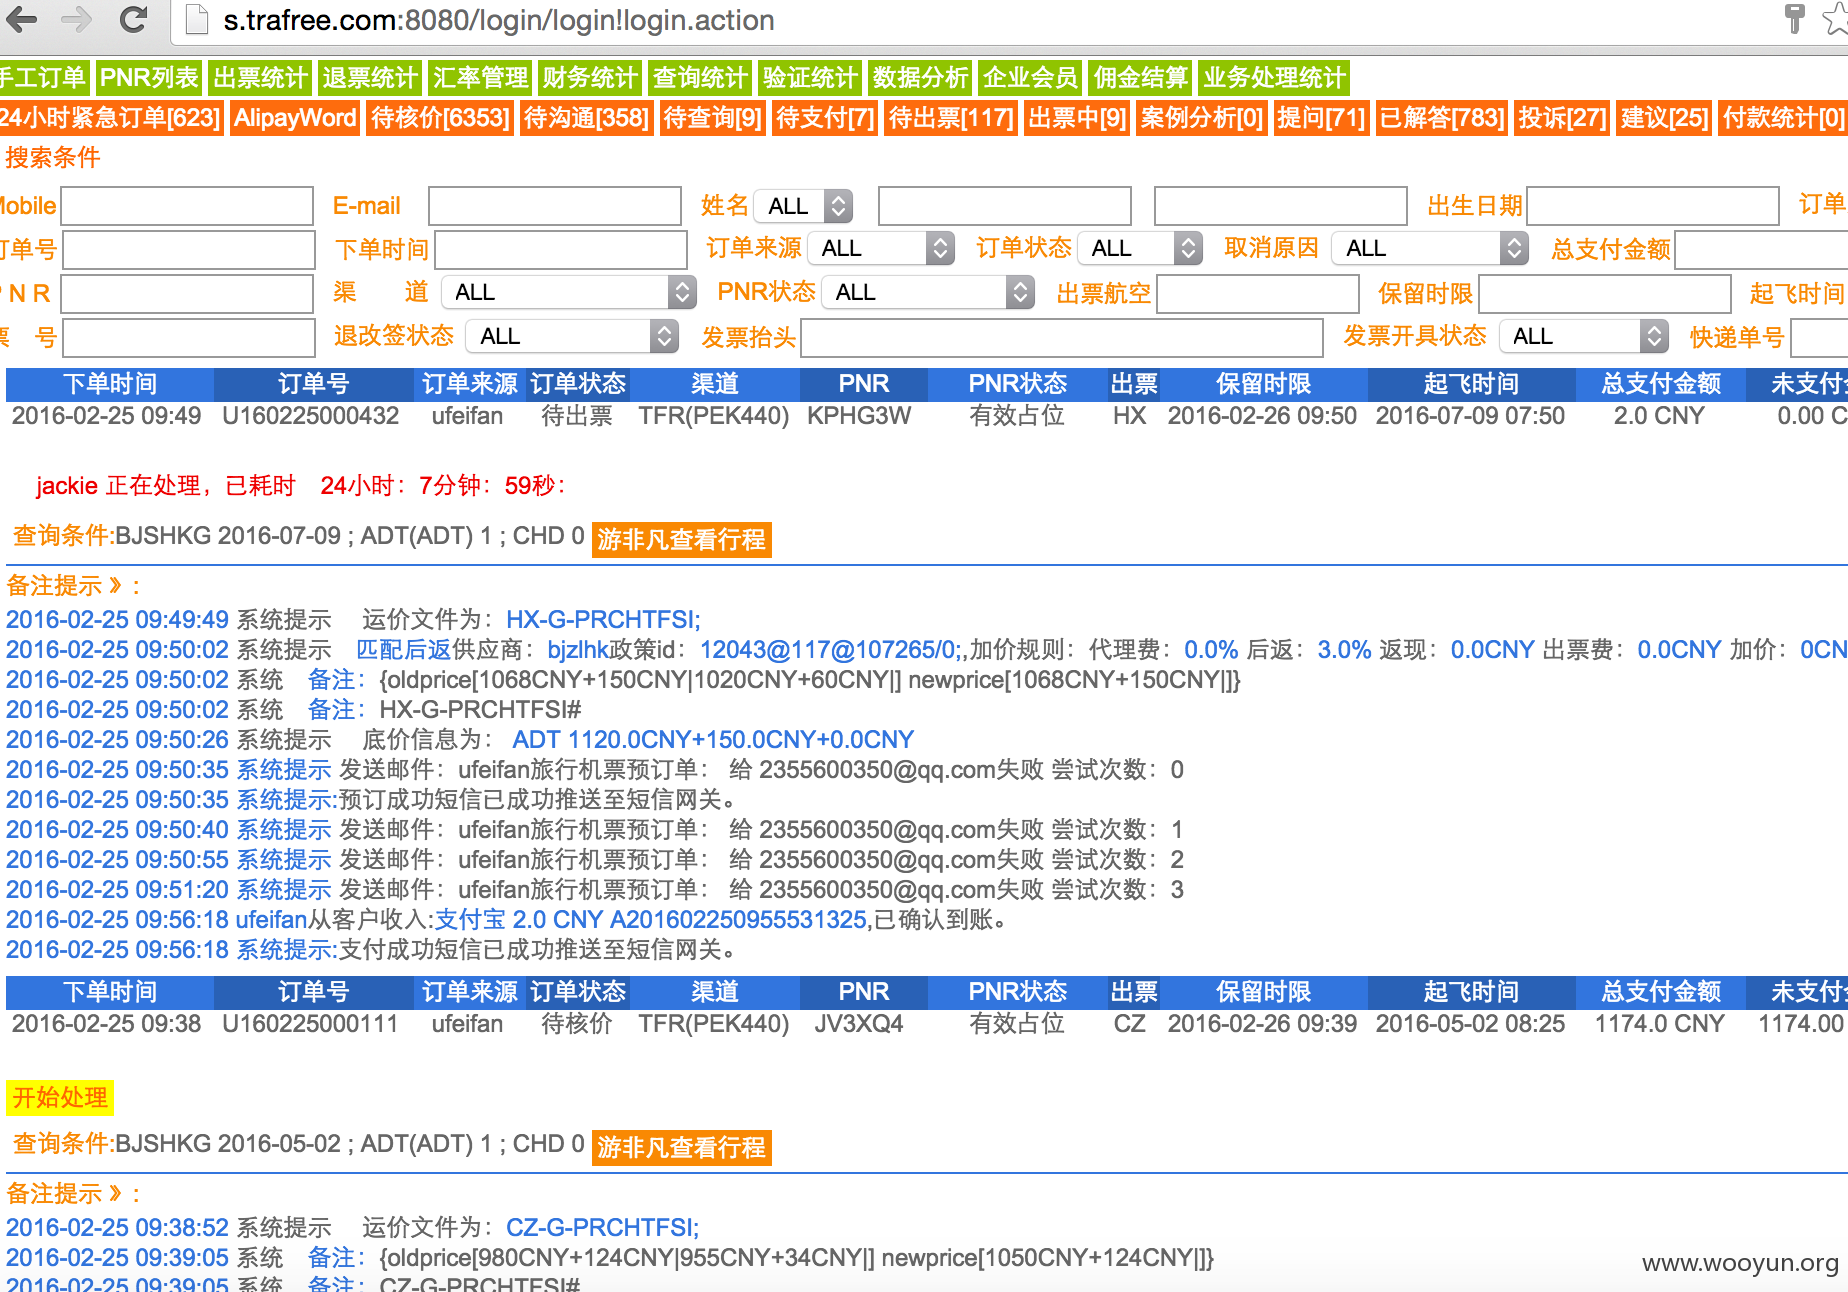 s.trafree.com:8080/login/login!login.action
手工订单 PNR列表 出票统计 退票统计 汇率管理 财务统计 查询统计 验证统计 数据分析 企业会员 佣金结算 业务处理统计
24小时紧急订单[623] AlipayWord 待核价[6353] 待沟通[358] 待查询[9] 待支付[7] 待出票[117] 出票中[9] 案例分析[0] 提问[71] 已解答[783] 投诉[27] 建议[25] 付款统计[0]
搜索条件
Mobile E-mail 姓名 ALL 出生日期 订单
订单号 下单时间 订单来源 ALL 订单状态 ALL 取消原因 ALL 总支付金额
P N R 渠 道 ALL PNR状态 ALL 出票航空 保留时限 起飞时间
票 号 退改签状态 ALL 发票抬头 发票开具状态 ALL 快递单号
下单时间 订单号 订单来源 订单状态 渠道 PNR PNR状态 出票 保留时限 起飞时间 总支付金额 未支付金
2016-02-25 09:49 U160225000432 ufeifan 待出票 TFR(PEK440) KPHG3W 有效占位 HX 2016-02-26 09:50 2016-07-09 07:50 2.0 CNY 0.00 C
jackie 正在处理，已耗时 24小时：7分钟：59秒：
查询条件:BJSHKG 2016-07-09 ; ADT(ADT) 1 ; CHD 0 游非凡查看行程
备注提示 》:
2016-02-25 09:49:49 系统提示 运价文件为： HX-G-PRCHTFSI;
2016-02-25 09:50:02 系统提示 匹配后返供应商：bjzlhk政策id：12043@117@107265/0;,加价规则：代理费：0.0% 后返：3.0% 返现：0.0CNY 出票费：0.0CNY 加价：0CN
2016-02-25 09:50:02 系统 备注：{oldprice[1068CNY+150CNY|1020CNY+60CNY|] newprice[1068CNY+150CNY|]}
2016-02-25 09:50:02 系统 备注：HX-G-PRCHTFSI#
2016-02-25 09:50:26 系统提示 底价信息为： ADT 1120.0CNY+150.0CNY+0.0CNY
2016-02-25 09:50:35 系统提示 发送邮件：ufeifan旅行机票预订单： 给 2355600350@qq.com失败 尝试次数：0
2016-02-25 09:50:35 系统提示:预订成功短信已成功推送至短信网关。
2016-02-25 09:50:40 系统提示 发送邮件：ufeifan旅行机票预订单： 给 2355600350@qq.com失败 尝试次数：1
2016-02-25 09:50:55 系统提示 发送邮件：ufeifan旅行机票预订单： 给 2355600350@qq.com失败 尝试次数：2
2016-02-25 09:51:20 系统提示 发送邮件：ufeifan旅行机票预订单： 给 2355600350@qq.com失败 尝试次数：3
2016-02-25 09:56:18 ufeifan从客户收入:支付宝 2.0 CNY A201602250955531325,已确认到账。
2016-02-25 09:56:18 系统提示:支付成功短信已成功推送至短信网关。
下单时间 订单号 订单来源 订单状态 渠道 PNR PNR状态 出票 保留时限 起飞时间 总支付金额 未支付金
2016-02-25 09:38 U160225000111 ufeifan 待核价 TFR(PEK440) JV3XQ4 有效占位 CZ 2016-02-26 09:39 2016-05-02 08:25 1174.0 CNY 1174.00
开始处理
查询条件:BJSHKG 2016-05-02 ; ADT(ADT) 1 ; CHD 0 游非凡查看行程
备注提示 》:
2016-02-25 09:38:52 系统提示 运价文件为： CZ-G-PRCHTFSI;
2016-02-25 09:39:05 系统 备注：{oldprice[980CNY+124CNY|955CNY+34CNY|] newprice[1050CNY+124CNY|]}
2016-02-25 09:39:05 系统 备注：CZ-G-PRCHTFSI#
www.wooyun.org